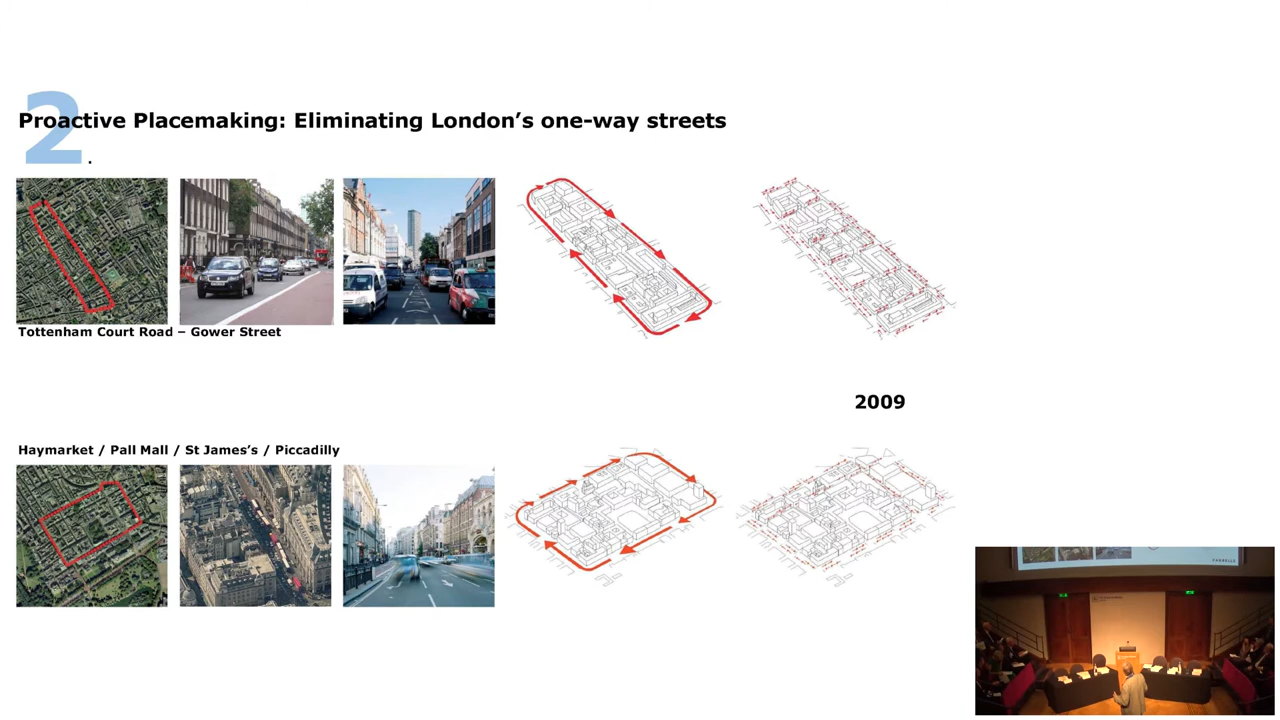 2
Proactive Placemaking: Eliminating London’s one-way streets
.
Tottenham Court Road – Gower Street
2009
Haymarket / Pall Mall / St James’s / Piccadilly
FARRELLS